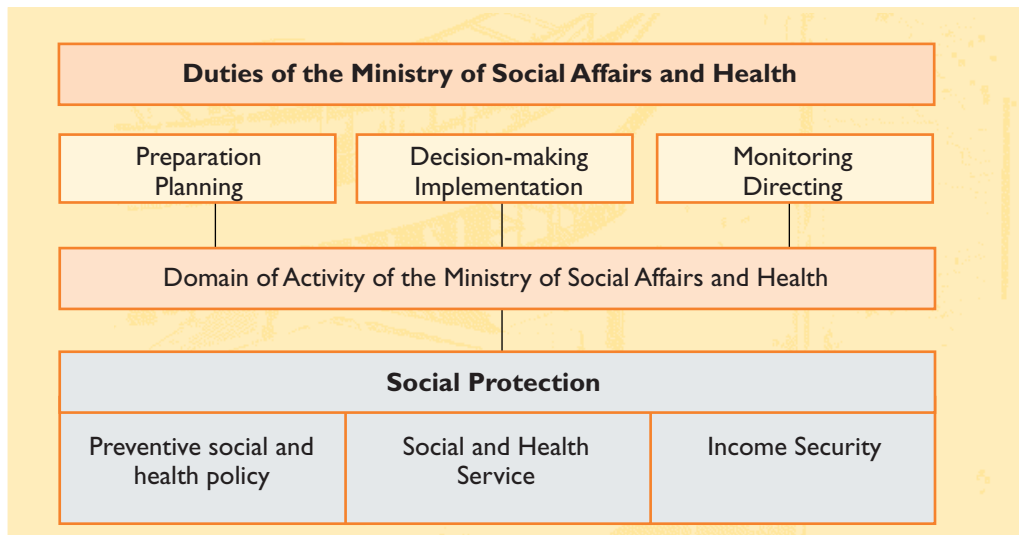 Duties of the Ministry of Social Affairs and Health
Preparation
Planning
Decision-making
Implementation
Monitoring
Directing
Domain of Activity of the Ministry of Social Affairs and Health
Social Protection
Preventive social and
health policy
Social and Health
Service
Income Security